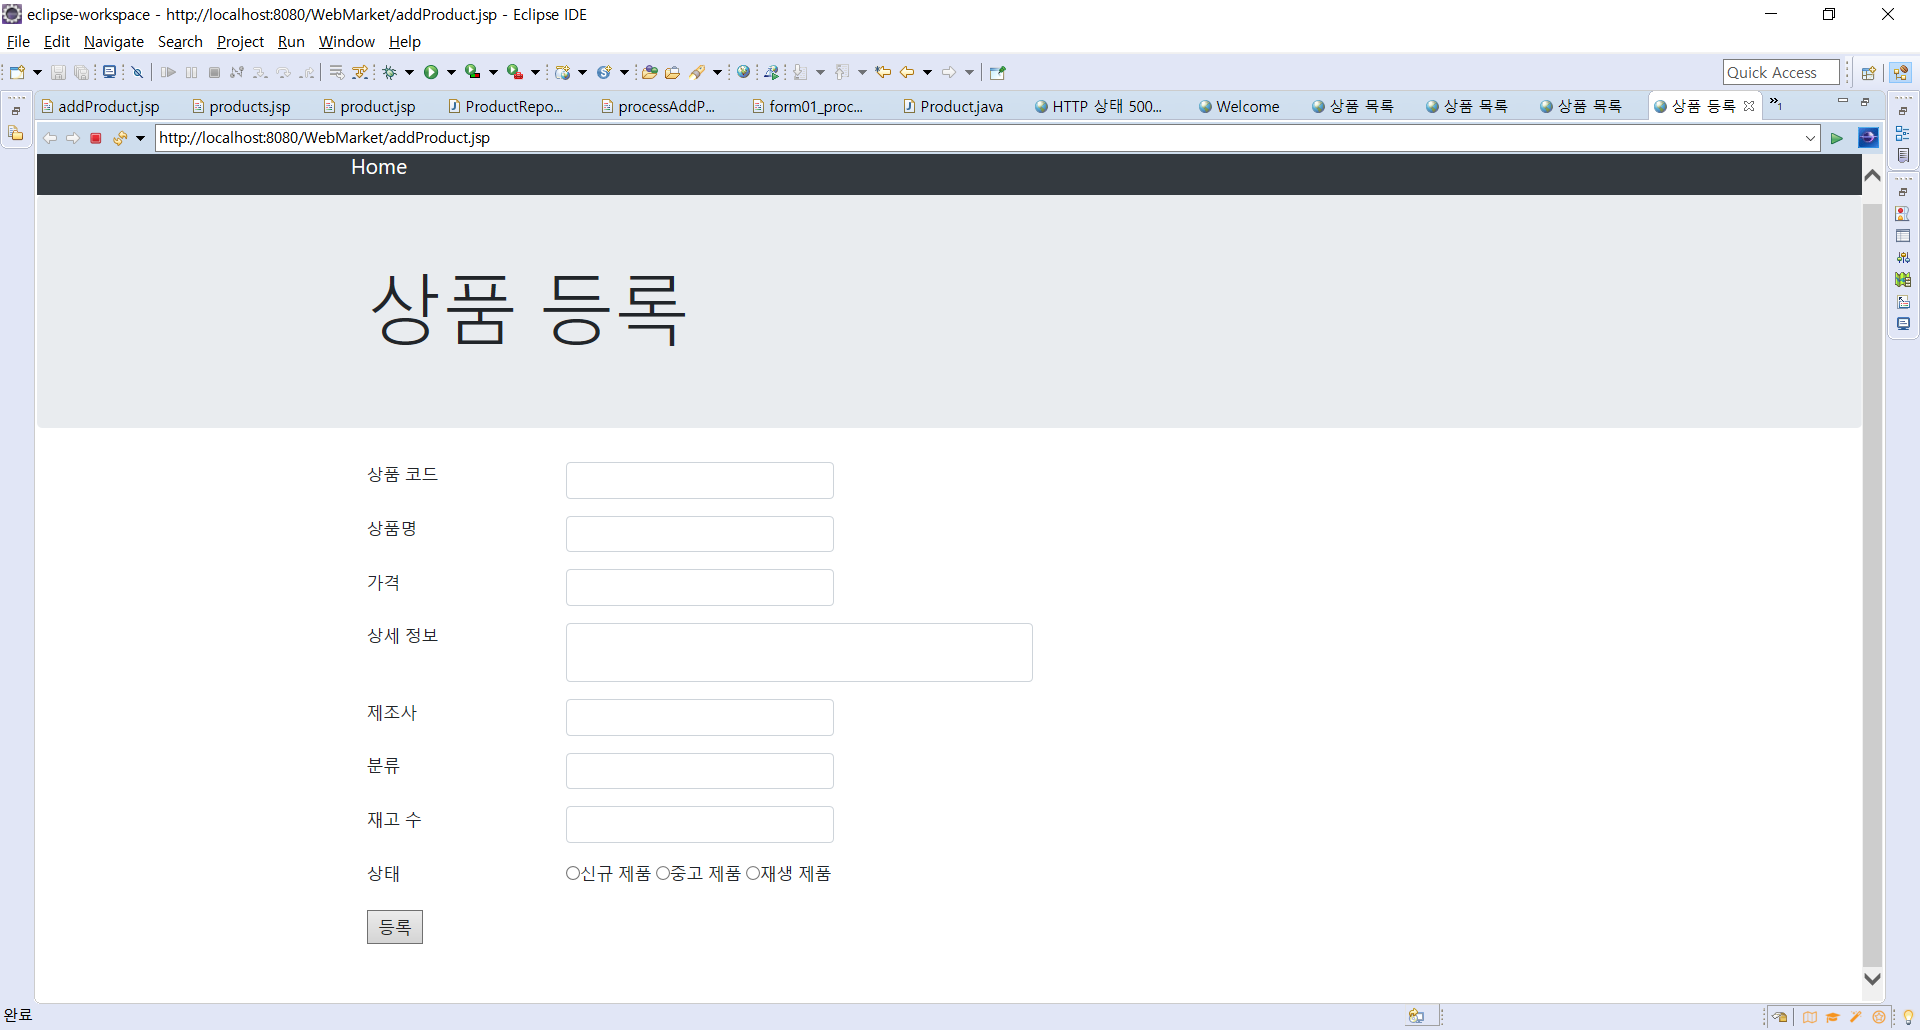 eclipse-workspace - http://localhost:8080/WebMarket/addProduct.jsp - Eclipse IDE
File Edit Navigate Search Project Run Window Help
Quick Access
addProduct.jsp products.jsp product.jsp ProductRepo... processAddP... form01_proc... Product.java HTTP 상태 500... Welcome 상품 목록 상품 목록 상품 목록 상품 등록 »1
http://localhost:8080/WebMarket/addProduct.jsp
Home
상품 등록
상품 코드
상품명
가격
상세 정보
제조사
분류
재고 수
상태 신규 제품 중고 제품 재생 제품
등록
완료